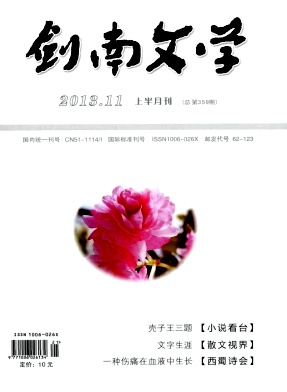 剑南文学
2013.11 上半月刊 (总第359期)
国内统一刊号 CN51-1114/I 国际标准刊号 ISSN1006-026X 邮发代号 62-123
壳子王三题【小说看台】
文字生涯【散文视界】
一种伤痛在血液中生长【西蜀诗会】
ISSN 1006-026X
9771006026134
定价：10元